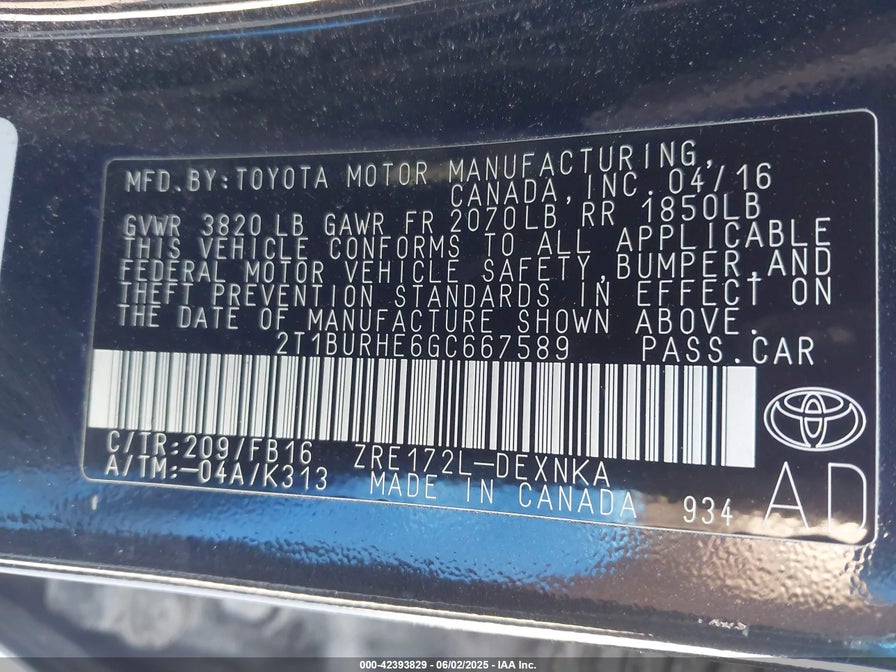 MFD.BY:TOYOTA MOTOR MANUFACTURING,
CANADA,INC.04/16
GVWR 3820 LB GAWR FR 2070LB RR 1850LB
THIS VEHICLE CONFORMS TO ALL APPLICABLE
FEDERAL MOTOR VEHICLE SAFETY,BUMPER,AND
THEFT PREVENTION STANDARDS IN EFFECT ON
THE DATE OF MANUFACTURE SHOWN ABOVE.
2T1BURHE6GC667589 PASS.CAR
C/TR:209/FB16 ZRE172L-DEXNKA
A/TM:-04A/K313 MADE IN CANADA 934 AD
000-42393829 - 06/02/2025 - IAA Inc.